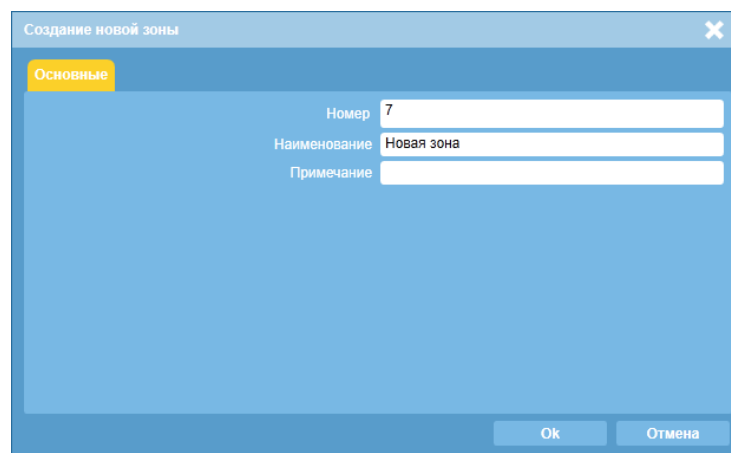 Создание новой зоны
Основные
Номер 7
Наименование Новая зона
Примечание
Ok Отмена